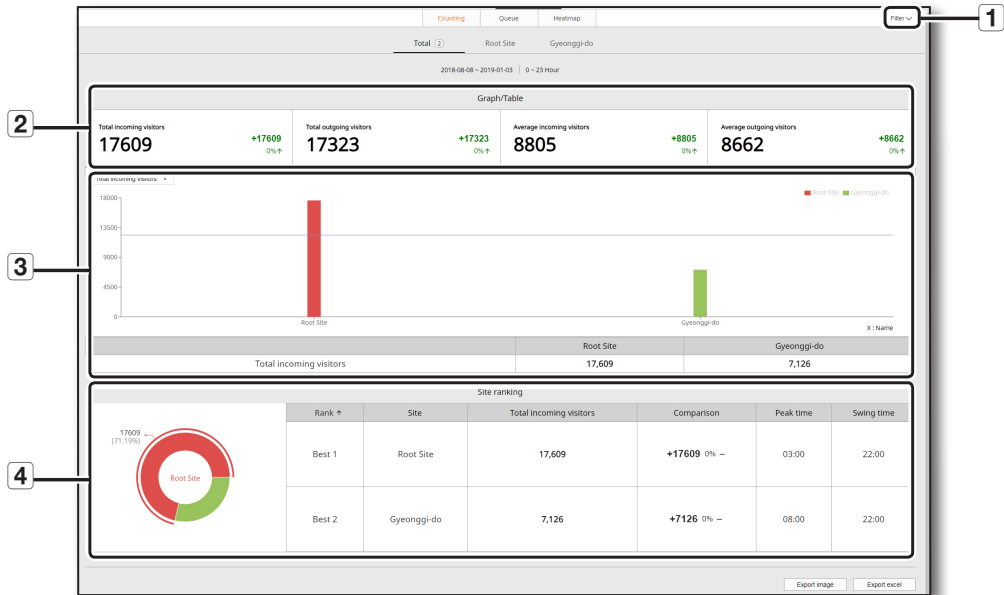 Counting Queue Heatmap Filter 1
Total 2 Root Site Gyeonggi-do
2018-08-08 ~ 2019-01-03 | 0 ~ 23 Hour
2
Graph/Table
Total incoming visitors Total outgoing visitors Average incoming visitors Average outgoing visitors
17609 +17609 17323 +17323 8805 +8805 8662 +8662
0%↑ 0%↑ 0%↑ 0%↑
3
Total incoming visitors
Root Site Gyeonggi-do
18000
13500
9000
4500
0
Root Site Gyeonggi-do
X : Name
Root Site Gyeonggi-do
Total incoming visitors 17,609 7,126
4
Site ranking
Rank ↑ Site Total incoming visitors Comparison Peak time Swing time
17609
(71.19%)
Root Site
Best 1 Root Site 17,609 +17609 0% – 03:00 22:00
Best 2 Gyeonggi-do 7,126 +7126 0% – 08:00 22:00
Export image Export excel